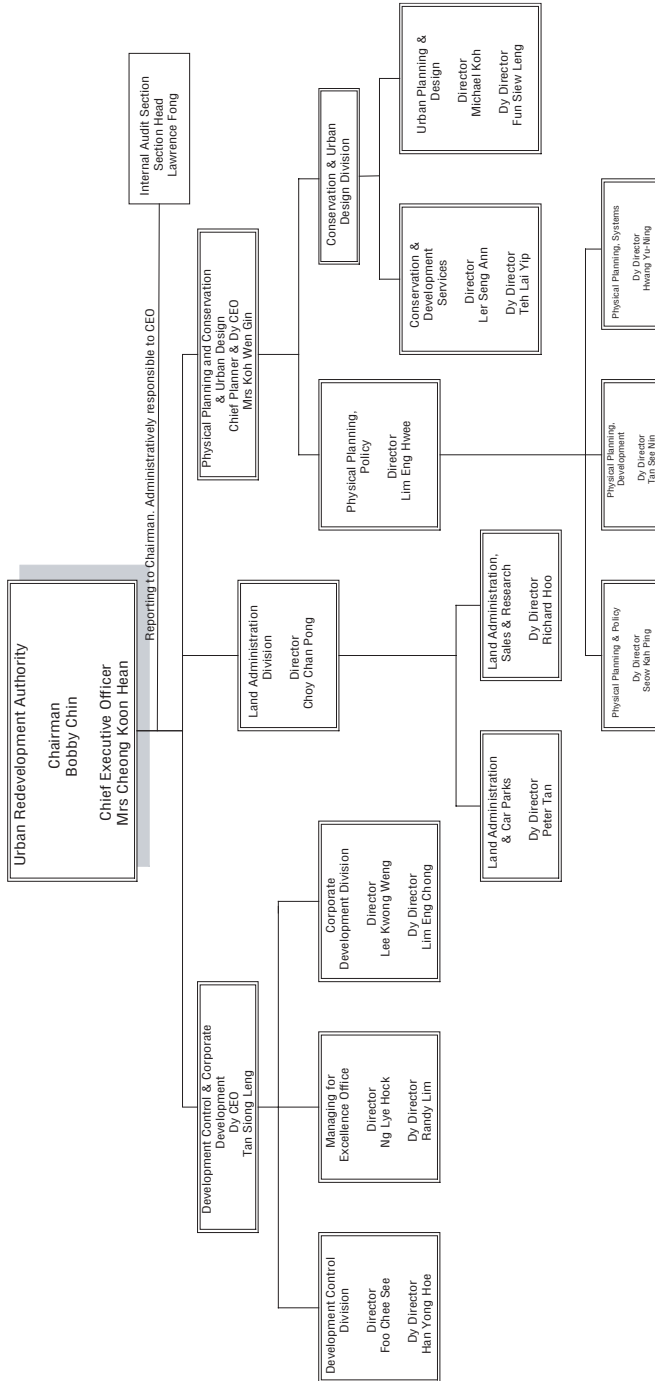 Urban Redevelopment Authority
Chairman
Bobby Chin
Chief Executive Officer
Mrs Cheong Koon Hean
Reporting to Chairman. Administratively responsible to CEO
Internal Audit Section
Section Head
Lawrence Fong
Development Control & Corporate
Development
Dy CEO
Tan Siong Leng
Land Administration
Division
Director
Choy Chan Pong
Physical Planning and Conservation
& Urban Design
Chief Planner & Dy CEO
Mrs Koh Wen Gin
Development Control
Division
Director
Foo Chee See
Dy Director
Han Yong Hoe
Managing for
Excellence Office
Director
Ng Lye Hock
Dy Director
Randy Lim
Corporate
Development Division
Director
Lee Kwong Weng
Dy Director
Lim Eng Chong
Physical Planning,
Policy
Director
Lim Eng Hwee
Conservation & Urban
Design Division
Conservation &
Development
Services
Director
Ler Seng Ann
Dy Director
Teh Lai Yip
Urban Planning &
Design
Director
Michael Koh
Dy Director
Fun Siew Leng
Land Administration
& Car Parks
Dy Director
Peter Tan
Land Administration,
Sales & Research
Dy Director
Richard Hoo
Physical Planning & Policy
Dy Director
Seow Kah Ping
Physical Planning,
Development
Dy Director
Tan See Nin
Physical Planning, Systems
Dy Director
Hwang Yu-Ning